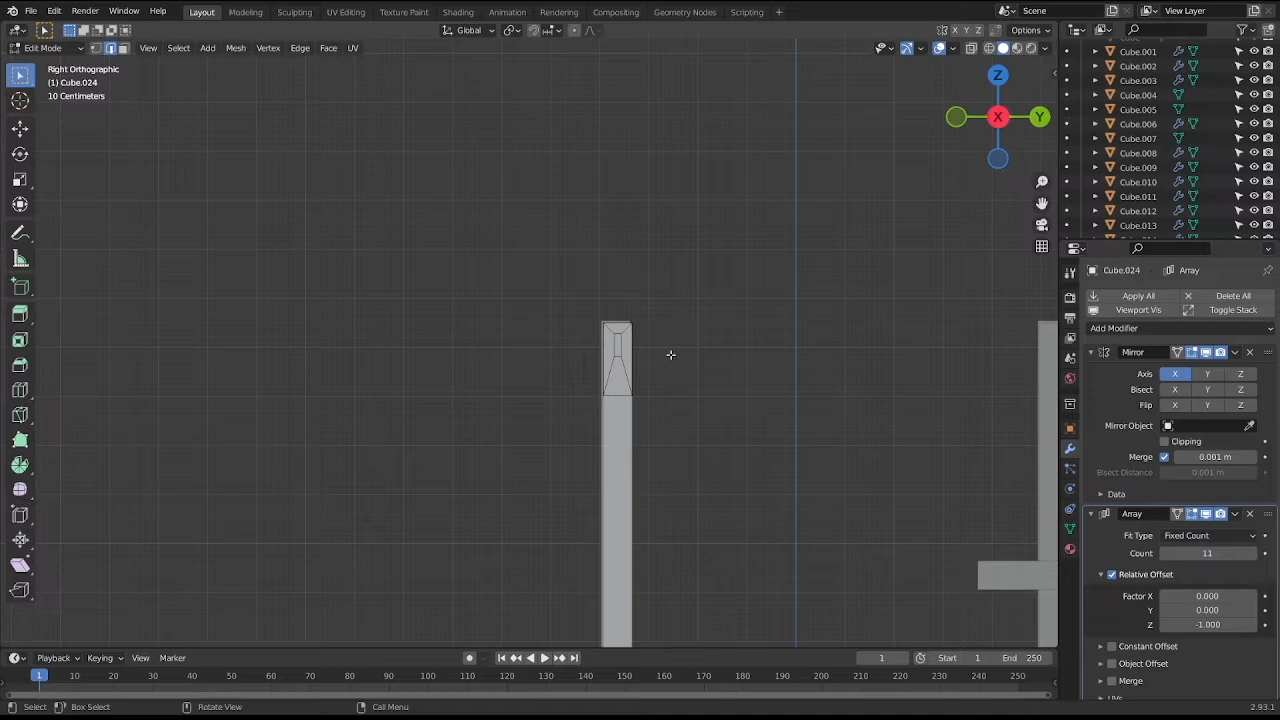 File Edit Render Window Help Layout Modeling Sculpting UV Editing Texture Paint Shading Animation Rendering Compositing Geometry Nodes Scripting + Scene View Layer
Global X Y Z Options
Edit Mode View Select Add Mesh Vertex Edge Face UV
Right Orthographic
(1) Cube.024
10 Centimeters
Z
X
Y
Cube.001
Cube.002
Cube.003
Cube.004
Cube.005
Cube.006
Cube.007
Cube.008
Cube.009
Cube.010
Cube.011
Cube.012
Cube.013
Cube.024 Array
Apply All Delete All
Viewport Vis Toggle Stack
Add Modifier
Mirror
Axis X Y Z
Bisect X Y Z
Flip X Y Z
Mirror Object
Clipping
Merge 0.001 m
Bisect Distance 0.001 m
Data
Array
Fit Type Fixed Count
Count 11
Relative Offset
Factor X 0.000
Y 0.000
Z -1.000
Constant Offset
Object Offset
Merge
UVs
Playback Keying View Marker 1 Start 1 End 250
1 10 20 30 40 50 60 70 80 90 100 110 120 130 140 150 160 170 180 190 200 210 220 230 240 250
Select Box Select Rotate View Call Menu 2.93.1